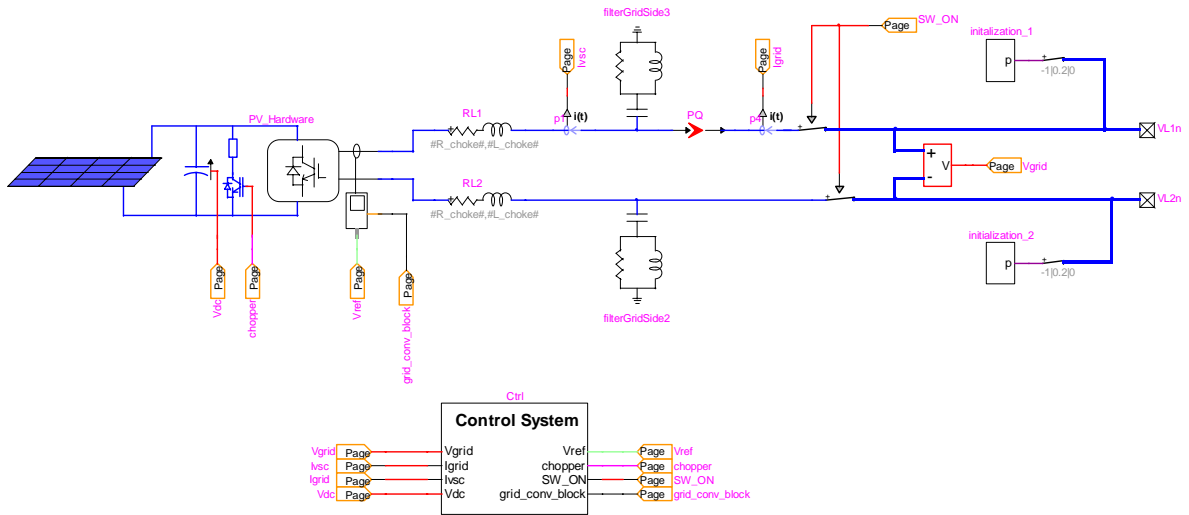 filterGridSide3
Page
SW_ON
initalization_1
p
-1|0.2|0
Page
Ivsc
Page
Igrid
PV_Hardware
RL1
#R_choke#,#L_choke#
p1
i(t)
PQ
p4
i(t)
VL1n
+
-
V
Page
Vgrid
RL2
#R_choke#,#L_choke#
VL2n
initialization_2
p
-1|0.2|0
Page
Vdc
Page
chopper
Page
Vref
Page
grid_conv_block
filterGridSide2
Ctrl
Control System
Vgrid Page Vgrid Vref Page Vref
Ivsc Page Igrid chopper Page chopper
Igrid Page Ivsc SW_ON Page SW_ON
Vdc Page Vdc grid_conv_block Page grid_conv_block